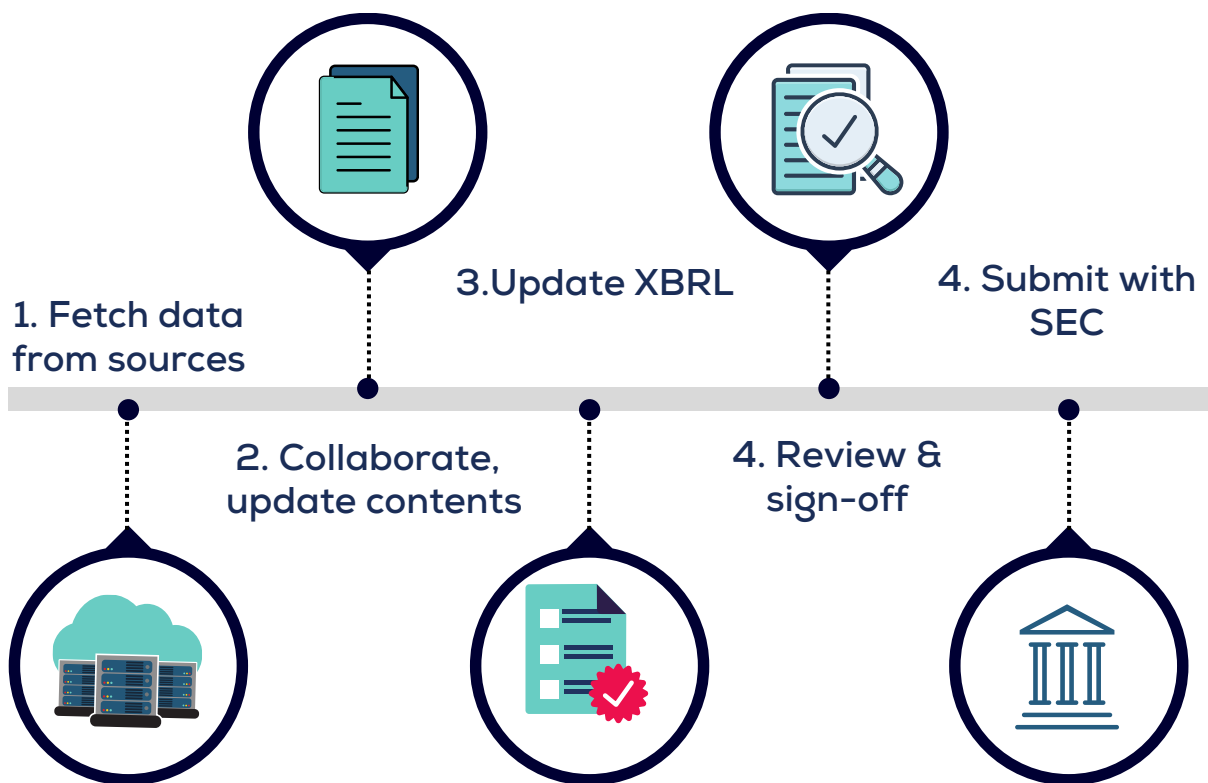 1. Fetch data
from sources
2. Collaborate,
update contents
3.Update XBRL
4. Review &
sign-off
4. Submit with
SEC